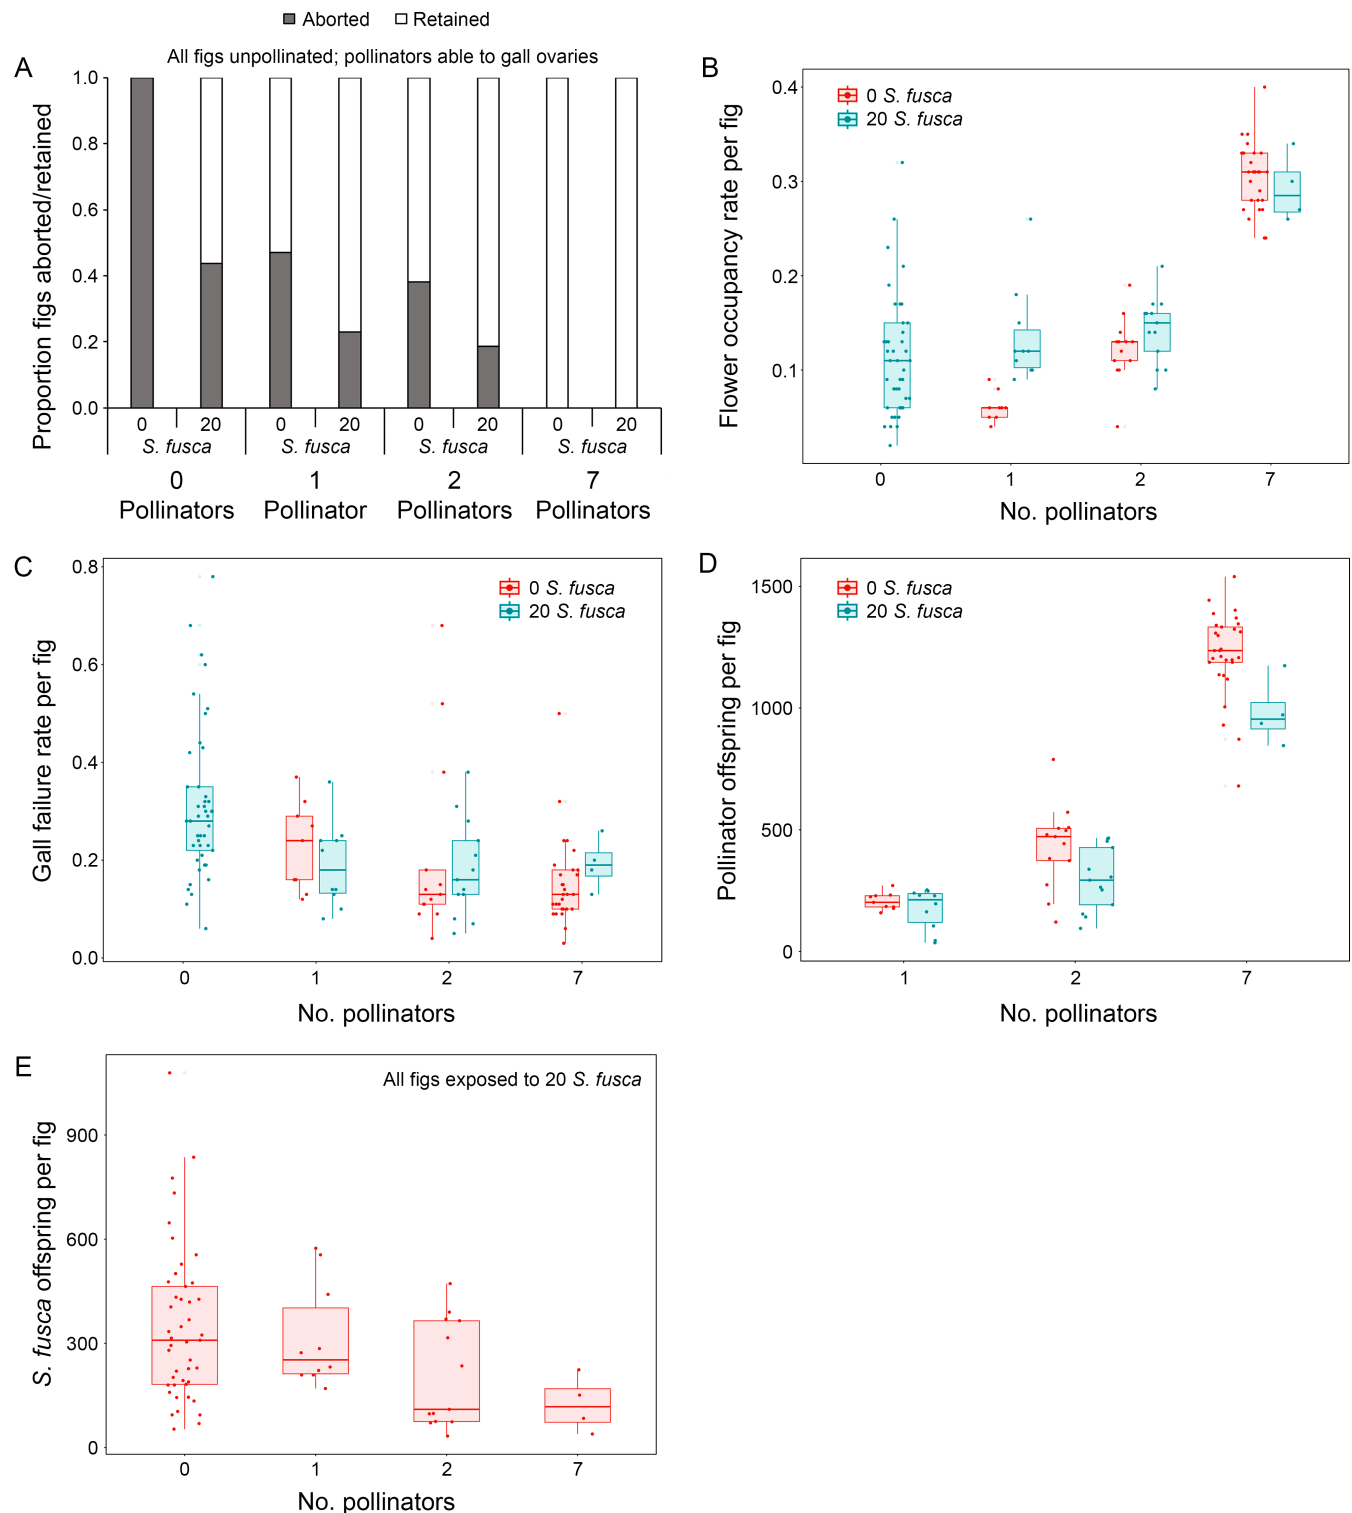 Aborted Retained
A
All figs unpollinated; pollinators able to gall ovaries
Proportion figs aborted/retained
1.0
0.8
0.6
0.4
0.2
0.0
0 20 0 20 0 20 0 20
S. fusca S. fusca S. fusca S. fusca
0 1 2 7
Pollinators Pollinator Pollinators Pollinators
B
0 S. fusca
20 S. fusca
Flower occupancy rate per fig
0.4
0.3
0.2
0.1
0 1 2 7
No. pollinators
C
0 S. fusca
20 S. fusca
Gall failure rate per fig
0.8
0.6
0.4
0.2
0.0
0 1 2 7
No. pollinators
D
0 S. fusca
20 S. fusca
Pollinator offspring per fig
1500
1000
500
0
1 2 7
No. pollinators
E
All figs exposed to 20 S. fusca
S. fusca offspring per fig
900
600
300
0
0 1 2 7
No. pollinators